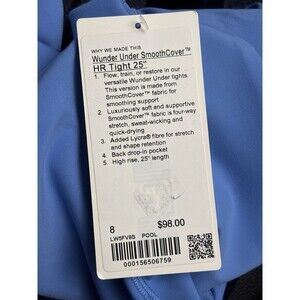 WHY WE MADE THIS
Wunder Under SmoothCover™
HR Tight 25"
1. Flow, train, or restore in our
versatile Wunder Under tights.
This version is made from
SmoothCover™ fabric for
smoothing support
2. Luxuriously soft and supportive
SmoothCover™ fabric is four-way
stretch, sweat-wicking and
quick-drying
3. Added Lycra® fibre for stretch
and shape retention
4. Back drop-in pocket
5. High rise, 25" length
8
$98.00
LW5FV8S POOL
000156506759